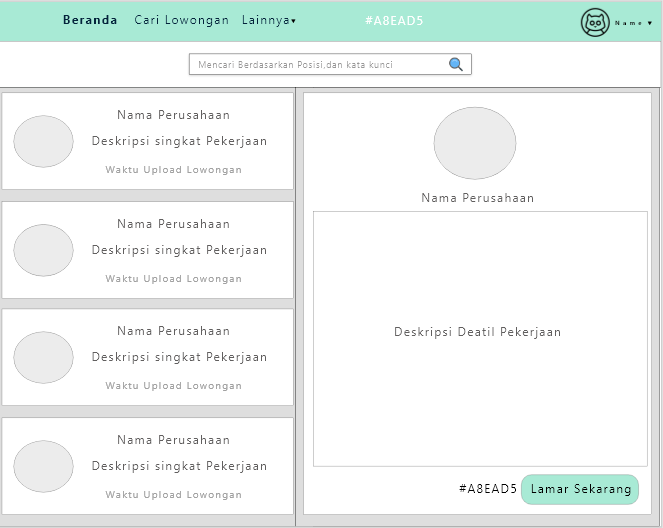 Beranda Cari Lowongan Lainnya▾ #A8EAD5 Name ▾
Mencari Berdasarkan Posisi,dan kata kunci
Nama Perusahaan
Deskripsi singkat Pekerjaan
Waktu Upload Lowongan
Nama Perusahaan
Deskripsi singkat Pekerjaan
Waktu Upload Lowongan
Nama Perusahaan
Deskripsi singkat Pekerjaan
Waktu Upload Lowongan
Nama Perusahaan
Deskripsi singkat Pekerjaan
Waktu Upload Lowongan
Nama Perusahaan
Deskripsi Deatil Pekerjaan
#A8EAD5 Lamar Sekarang